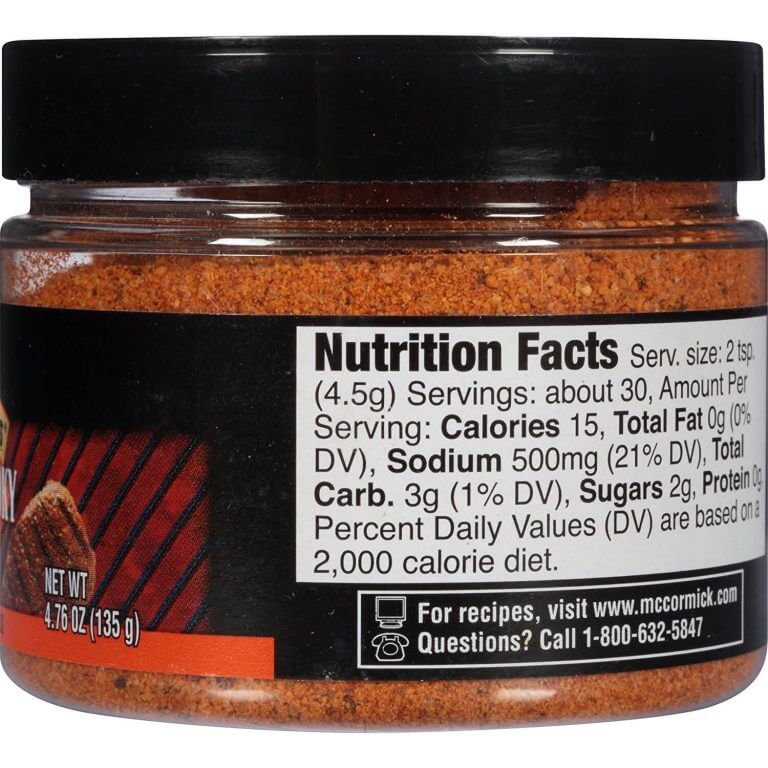 Nutrition Facts Serv. size: 2 tsp.
(4.5g) Servings: about 30, Amount Per
Serving: Calories 15, Total Fat 0g (0%
DV), Sodium 500mg (21% DV), Total
Carb. 3g (1% DV), Sugars 2g, Protein 0g.
Percent Daily Values (DV) are based on a
2,000 calorie diet.
NET WT
4.76 OZ (135 g)
For recipes, visit www.mccormick.com
Questions? Call 1-800-632-5847